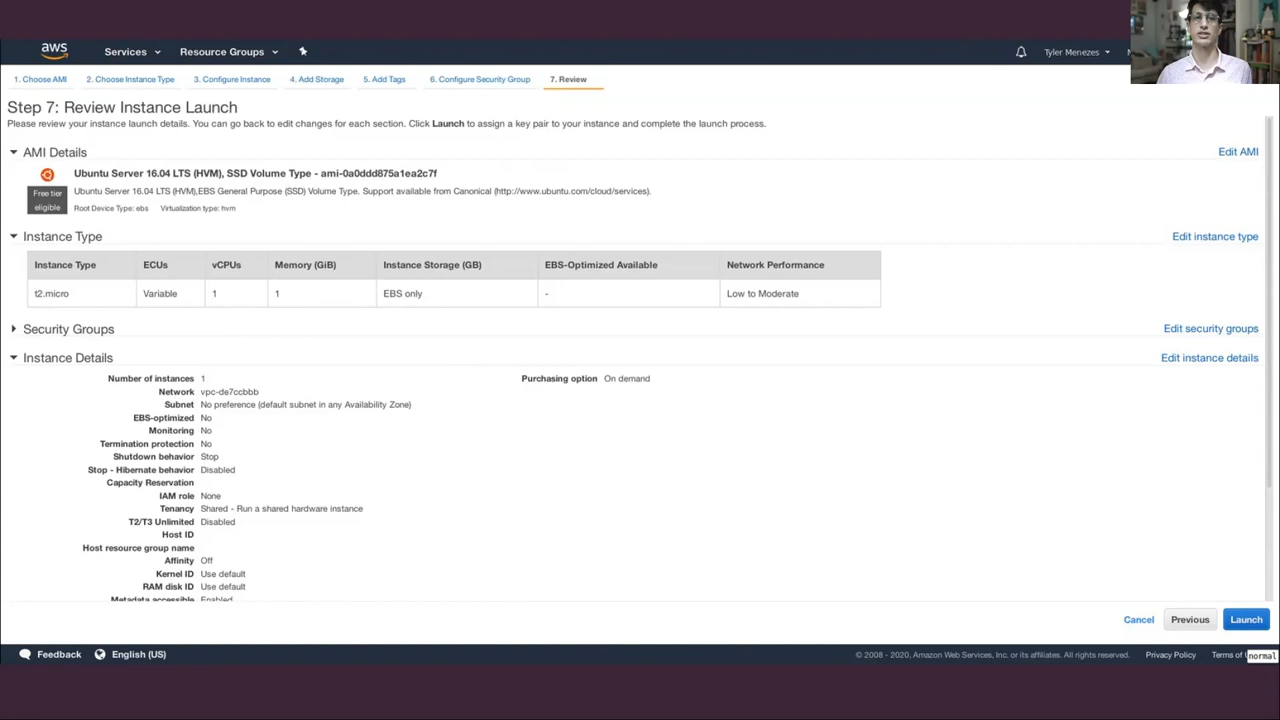 aws
Services
Resource Groups
Tyler Menezes
1. Choose AMI
2. Choose Instance Type
3. Configure Instance
4. Add Storage
5. Add Tags
6. Configure Security Group
7. Review
Step 7: Review Instance Launch
Please review your instance launch details. You can go back to edit changes for each section. Click Launch to assign a key pair to your instance and complete the launch process.
AMI Details
Edit AMI
Ubuntu Server 16.04 LTS (HVM), SSD Volume Type - ami-0a0ddd875a1ea2c7f
Free tier
eligible
Ubuntu Server 16.04 LTS (HVM),EBS General Purpose (SSD) Volume Type. Support available from Canonical (http://www.ubuntu.com/cloud/services).
Root Device Type: ebs Virtualization type: hvm
Instance Type
Edit instance type
Instance Type ECUs vCPUs Memory (GiB) Instance Storage (GB) EBS-Optimized Available Network Performance
t2.micro Variable 1 1 EBS only - Low to Moderate
Security Groups
Edit security groups
Instance Details
Edit instance details
Number of instances 1
Purchasing option On demand
Network vpc-de7ccbbb
Subnet No preference (default subnet in any Availability Zone)
EBS-optimized No
Monitoring No
Termination protection No
Shutdown behavior Stop
Stop - Hibernate behavior Disabled
Capacity Reservation
IAM role None
Tenancy Shared - Run a shared hardware instance
T2/T3 Unlimited Disabled
Host ID
Host resource group name
Affinity Off
Kernel ID Use default
RAM disk ID Use default
Metadata accessible Enabled
Cancel
Previous
Launch
Feedback
English (US)
© 2008 - 2020, Amazon Web Services, Inc. or its affiliates. All rights reserved.
Privacy Policy
Terms of
normal